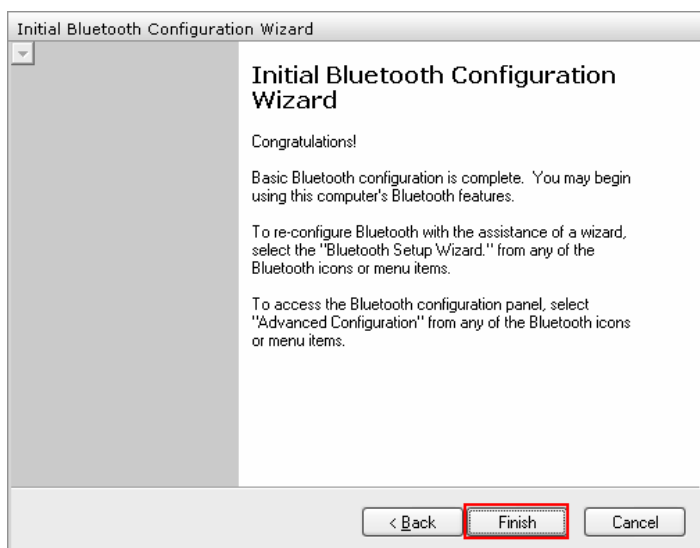 Initial Bluetooth Configuration Wizard
Initial Bluetooth Configuration
Wizard
Congratulations!
Basic Bluetooth configuration is complete.  You may begin
using this computer's Bluetooth features.
To re-configure Bluetooth with the assistance of a wizard,
select the "Bluetooth Setup Wizard." from any of the
Bluetooth icons or menu items.
To access the Bluetooth configuration panel, select
"Advanced Configuration" from any of the Bluetooth icons
or menu items.
< Back
Finish
Cancel